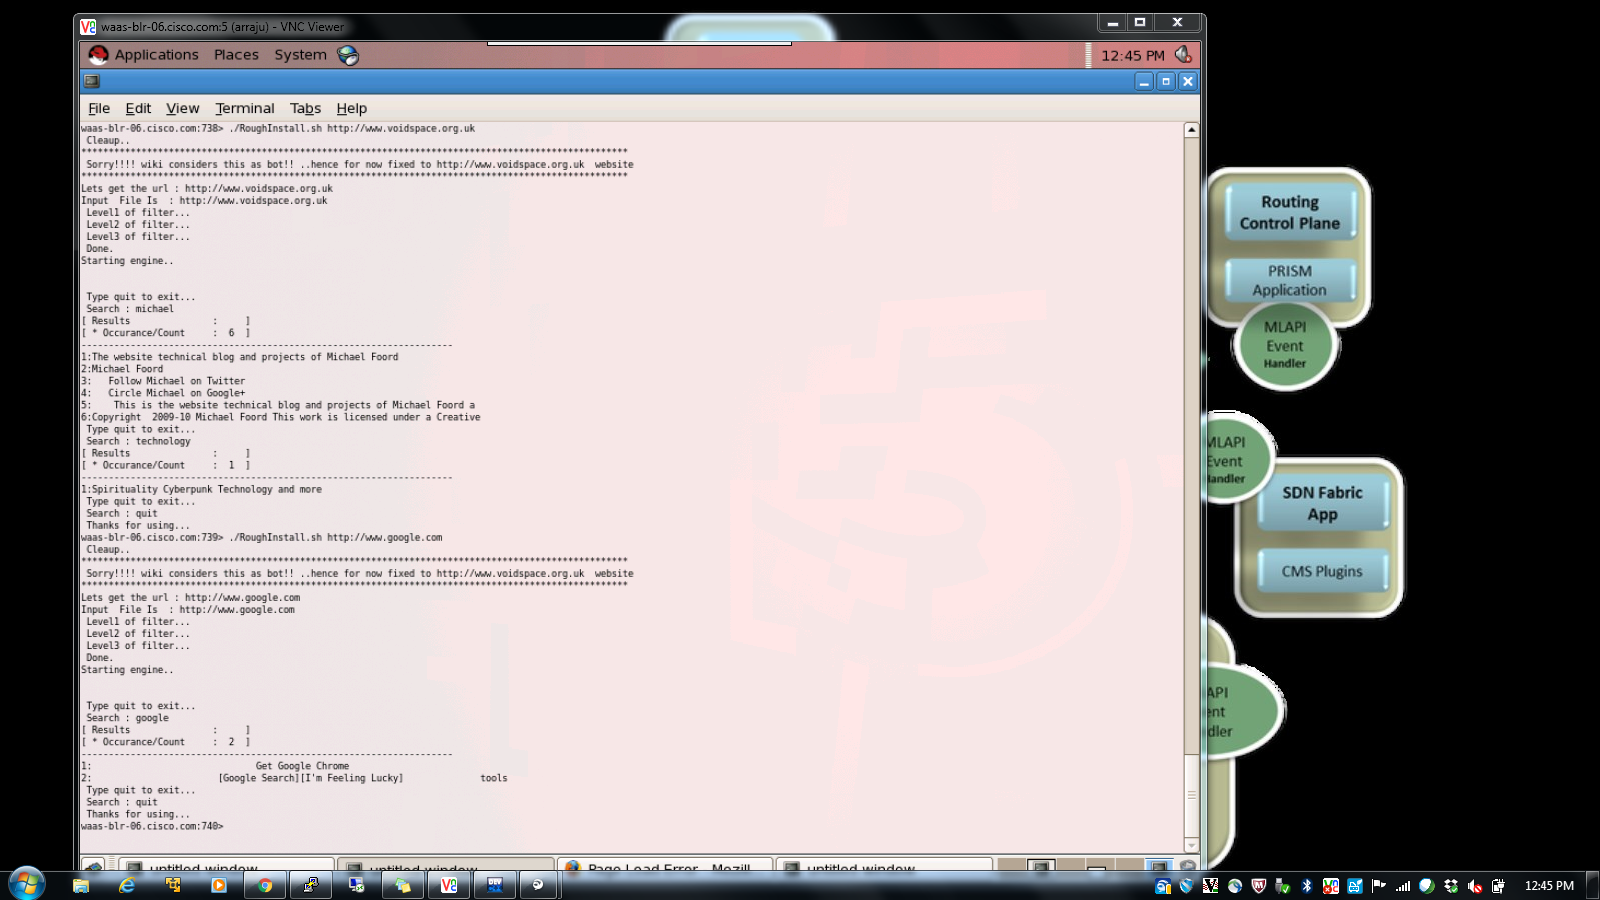 waas-blr-06.cisco.com:5 (arraju) - VNC Viewer
Applications Places System 12:45 PM
File Edit View Terminal Tabs Help
waas-blr-06.cisco.com:738> ./RoughInstall.sh http://www.voidspace.org.uk
Cleaup..
****************************************************************************************************
Sorry!!!! wiki considers this as bot!! ..hence for now fixed to http://www.voidspace.org.uk  website
****************************************************************************************************
Lets get the url : http://www.voidspace.org.uk
Input  File Is  : http://www.voidspace.org.uk
Level1 of filter...
Level2 of filter...
Level3 of filter...
Done.
Starting engine..
Type quit to exit...
Search : michael
[ Results               :     ]
[ * Occurance/Count     :  6  ]
--------------------------------------------------------------------
1:The website technical blog and projects of Michael Foord
2:Michael Foord
3:   Follow Michael on Twitter
4:   Circle Michael on Google+
5:    This is the website technical blog and projects of Michael Foord a
6:Copyright  2009-10 Michael Foord This work is licensed under a Creative
Type quit to exit...
Search : technology
[ Results               :     ]
[ * Occurance/Count     :  1  ]
--------------------------------------------------------------------
1:Spirituality Cyberpunk Technology and more
Type quit to exit...
Search : quit
Thanks for using...
waas-blr-06.cisco.com:739> ./RoughInstall.sh http://www.google.com
Cleaup..
****************************************************************************************************
Sorry!!!! wiki considers this as bot!! ..hence for now fixed to http://www.voidspace.org.uk  website
****************************************************************************************************
Lets get the url : http://www.google.com
Input  File Is  : http://www.google.com
Level1 of filter...
Level2 of filter...
Level3 of filter...
Done.
Starting engine..
Type quit to exit...
Search : google
[ Results               :     ]
[ * Occurance/Count     :  2  ]
--------------------------------------------------------------------
1:                              Get Google Chrome
2:                       [Google Search][I'm Feeling Lucky]              tools
Type quit to exit...
Search : quit
Thanks for using...
waas-blr-06.cisco.com:740>
untitled window untitled window Page Load Error - Mozill untitled window
Routing
Control Plane
PRISM
Application
MLAPI
Event
Handler
MLAPI
Event
Handler
SDN Fabric
App
CMS Plugins
API
ent
dler
12:45 PM